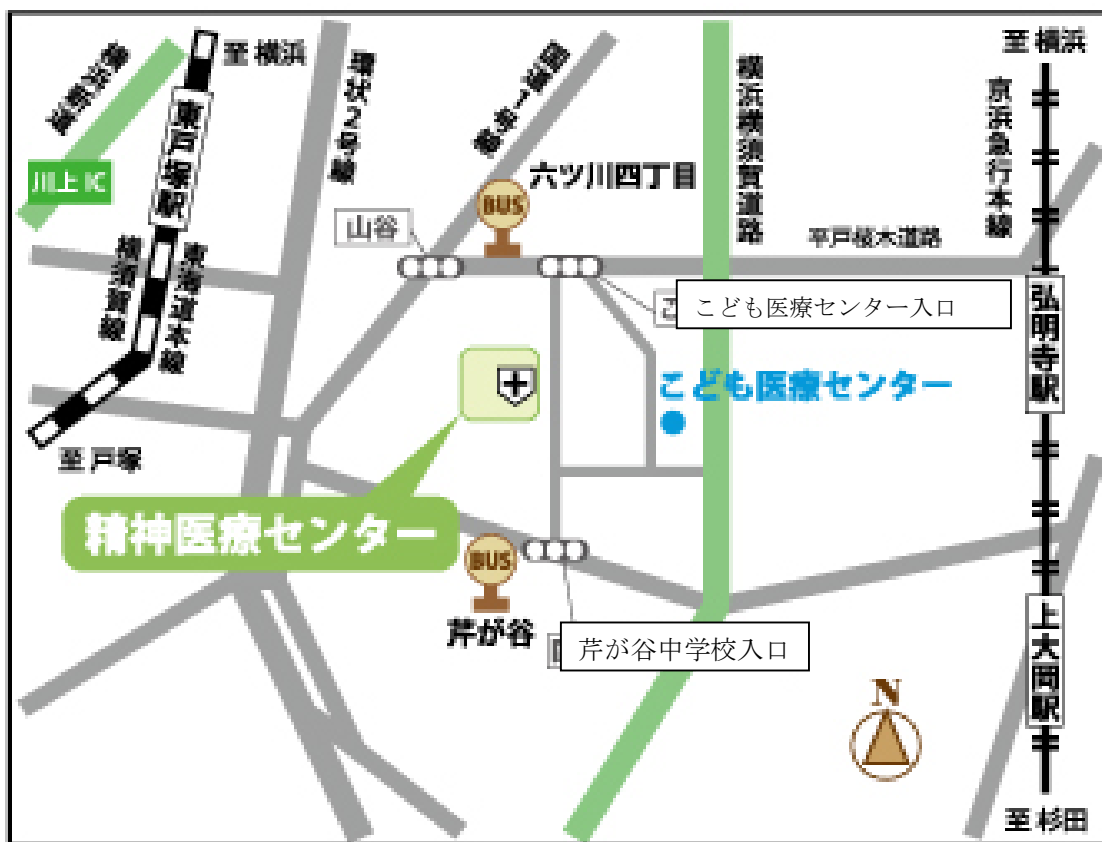 至 横浜
横浜新道
川上 IC
東戸塚駅
環状2号線
国道1号線
六ツ川四丁目
BUS
山谷
横浜横須賀道路
至 横浜
京浜急行本線
平戸桜木道路
横須賀線
東海道本線
こども医療センター入口
弘明寺駅
こども医療センター
至 戸塚
精神医療センター
BUS
芹が谷
芹が谷中学校入口
上大岡駅
N
至 杉田